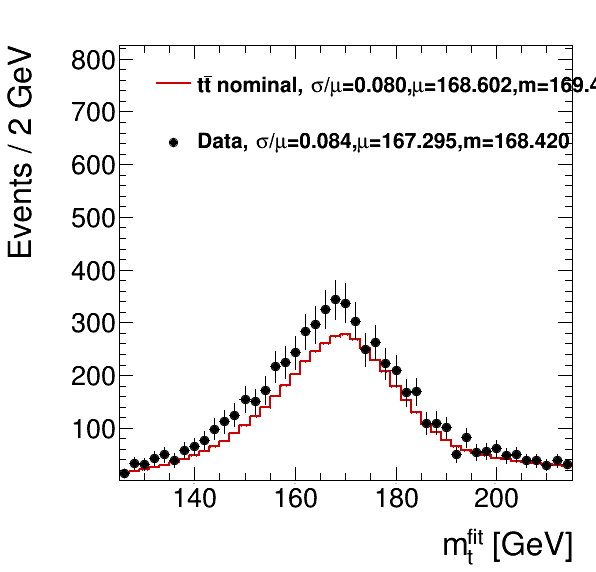 800
700
600
500
400
300
200
100
Events / 2 GeV
tt̄ nominal, σ/μ=0.080,μ=168.602,m=169.4
Data, σ/μ=0.084,μ=167.295,m=168.420
140 160 180 200
m_t^fit [GeV]